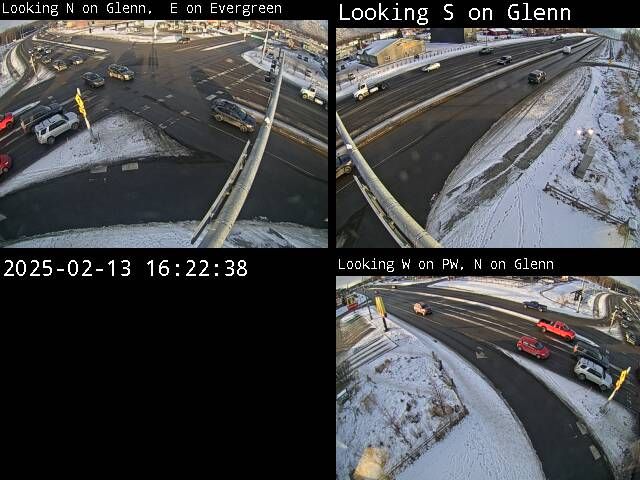 Looking N on Glenn,  E on Evergreen
Looking S on Glenn
2025-02-13 16:22:38
Looking W on PW, N on Glenn